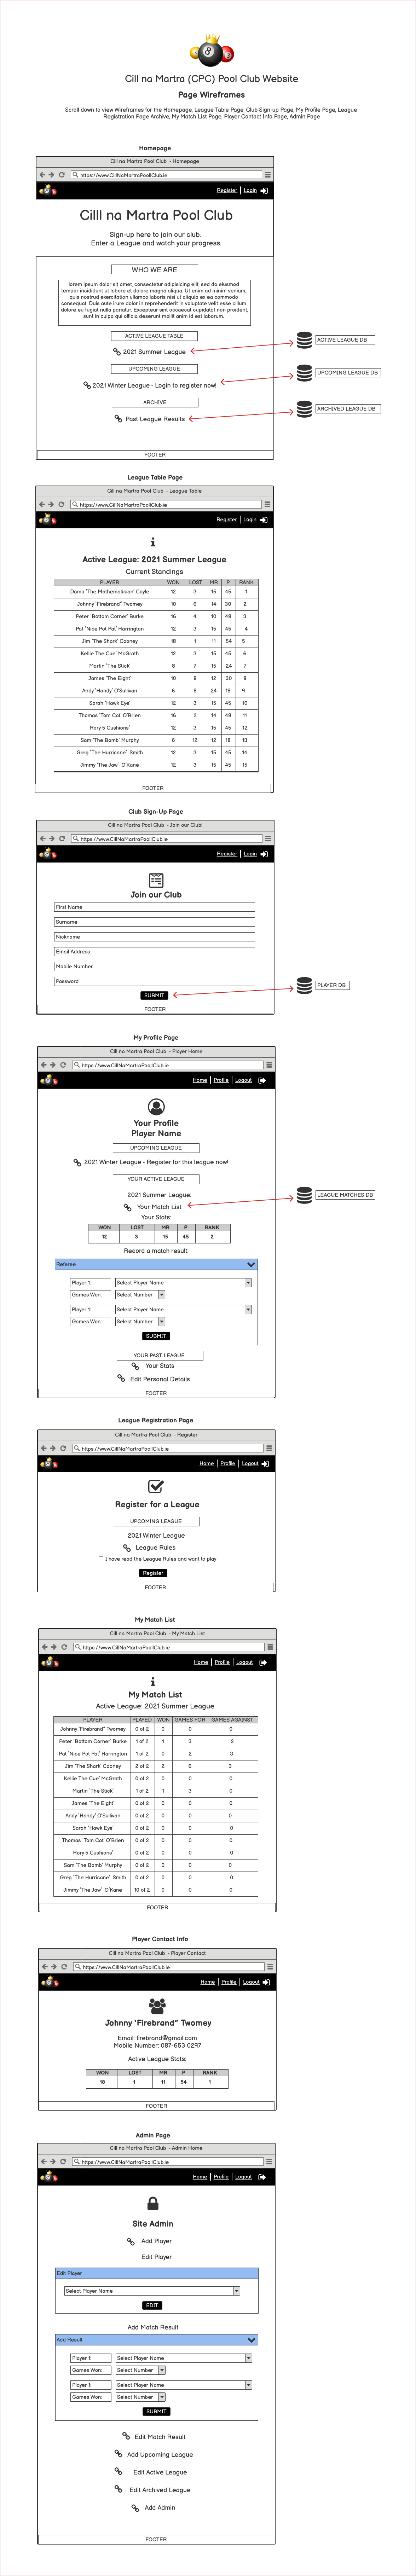 Cill na Martra (CPC) Pool Club Website
Page Wireframes
Scroll down to view Wireframes for the Homepage, League Table Page, Club Sign-up Page, My Profile Page, League
Registration Page Archive, My Match List Page, Player Contact Info Page, Admin Page
Homepage
Cill na Martra Pool Club - Homepage
https://www.CillNaMartraPoollClub.ie
Register Login
Cilll na Martra Pool Club
Sign-up here to join our club.
Enter a League and watch your progress.
WHO WE ARE
lorem ipsum dolor sit amet, consectetur adipisicing elit, sed do eiusmod
tempor incididunt ut labore et dolore magna aliqua. Ut enim ad minim veniam,
quis nostrud exercitation ullamco laboris nisi ut aliquip ex ea commodo
consequat. Duis aute irure dolor in reprehenderit in voluptate velit esse cillum
dolore eu fugiat nulla pariatur. Excepteur sint occaecat cupidatat non proident,
sunt in culpa qui officia deserunt mollit anim id est laborum.
ACTIVE LEAGUE TABLE
ACTIVE LEAGUE DB
2021 Summer League
UPCOMING LEAGUE
UPCOMING LEAGUE DB
2021 Winter League - Login to register now!
ARCHIVE
ARCHIVED LEAGUE DB
Past League Results
FOOTER
League Table Page
Cill na Martra Pool Club - League Table
https://www.CillNaMartraPoollClub.ie
Register Login
Active League: 2021 Summer League
Current Standings
PLAYER WON LOST MR P RANK
Damo 'The Mathematician' Coyle 12 3 15 45 1
Johnny 'Firebrand" Twomey 10 6 14 30 2
Peter 'Bottom Corner' Burke 16 4 10 48 3
Pat 'Nice Pot Pat' Harrington 12 3 15 45 4
Jim 'The Shark' Cooney 18 1 11 54 5
Kellie The Cue' McGrath 12 3 15 45 6
Martin 'The Stick' 8 7 15 24 7
James 'The Eight' 10 8 12 30 8
Andy 'Handy' O'Sullivan 6 8 24 18 9
Sarah 'Hawk Eye' 12 3 15 45 10
Thomas 'Tom Cat' O'Brien 16 2 14 48 11
Rory 5 Cushions' 12 3 15 45 12
Sam 'The Bomb' Murphy 6 12 12 18 13
Greg 'The Hurricane' Smith 12 3 15 45 14
Jimmy 'The Jaw' O'Kane 12 3 15 45 15
FOOTER
Club Sign-Up Page
Cill na Martra Pool Club - Join our Club!
https://www.CillNaMartraPoollClub.ie
Register Login
Join our Club
First Name
Surname
Nickname
Email Address
Mobile Number
Password
PLAYER DB
SUBMIT
FOOTER
My Profile Page
Cill na Martra Pool Club - Player Home
https://www.CillNaMartraPoollClub.ie
Home Profile Logout
Your Profile
Player Name
UPCOMING LEAGUE
2021 Winter League - Register for this league now!
YOUR ACTIVE LEAGUE
2021 Summer League:
LEAGUE MATCHES DB
Your Match List
Your Stats:
WON LOST MR P RANK
12 3 15 45 2
Record a match result:
Referee
Player 1: Select Player Name
Games Won: Select Number
Player 1: Select Player Name
Games Won: Select Number
SUBMIT
YOUR PAST LEAGUE
Your Stats
Edit Personal Details
FOOTER
League Registration Page
Cill na Martra Pool Club - Register
https://www.CillNaMartraPoollClub.ie
Home Profile Logout
Register for a League
UPCOMING LEAGUE
2021 Winter League
League Rules
I have read the League Rules and want to play
Register
FOOTER
My Match List
Cill na Martra Pool Club - My Match List
https://www.CillNaMartraPoollClub.ie
Home Profile Logout
My Match List
Active League: 2021 Summer League
PLAYER PLAYED WON GAMES FOR GAMES AGAINST
Johnny 'Firebrand" Twomey 0 of 2 0 0 0
Peter 'Bottom Corner' Burke 1 of 2 1 3 2
Pat 'Nice Pot Pat' Harrington 1 of 2 0 2 3
Jim 'The Shark' Cooney 2 of 2 2 6 3
Kellie The Cue' McGrath 0 of 2 0 0 0
Martin 'The Stick' 1 of 2 1 3 0
James 'The Eight' 0 of 2 0 0 0
Andy 'Handy' O'Sullivan 0 of 2 0 0 0
Sarah 'Hawk Eye' 0 of 2 0 0 0
Thomas 'Tom Cat' O'Brien 0 of 2 0 0 0
Rory 5 Cushions' 0 of 2 0 0 0
Sam 'The Bomb' Murphy 0 of 2 0 0 0
Greg 'The Hurricane' Smith 0 of 2 0 0 0
Jimmy 'The Jaw' O'Kane 10 of 2 0 0 0
FOOTER
Player Contact Info
Cill na Martra Pool Club - Player Contact
https://www.CillNaMartraPoollClub.ie
Home Profile Logout
Johnny 'Firebrand" Twomey
Email: firebrand@gmail.com
Mobile Number: 087-653 0297
Active League Stats:
WON LOST MR P RANK
18 1 11 54 1
FOOTER
Admin Page
Cill na Martra Pool Club - Admin Home
https://www.CillNaMartraPoollClub.ie
Home Profile Logout
Site Admin
Add Player
Edit Player
Edit Player
Select Player Name
EDIT
Add Match Result
Add Result
Player 1: Select Player Name
Games Won: Select Number
Player 1: Select Player Name
Games Won: Select Number
SUBMIT
Edit Match Result
Add Upcoming League
Edit Active League
Edit Archived League
Add Admin
FOOTER